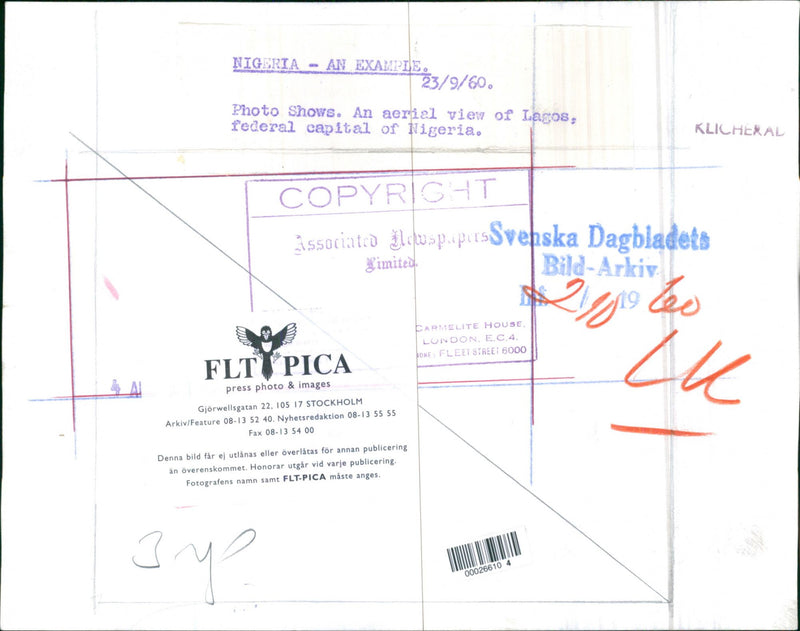 NIGERIA - AN EXAMPLE.
23/9/60.
Photo Shows. An aerial view of Lagos,
federal capital of Nigeria.
KLICHERAD
COPYRIGHT
Associated Newspapers
Limited.
Svenska Dagbladets
Bild-Arkiv
2/10 1960
CARMELITE HOUSE,
LONDON, E.C.4.
FLEET STREET 6000
FLT PICA
press photo & images
Gjörwellsgatan 22, 105 17 STOCKHOLM
Arkiv/Feature 08-13 52 40. Nyhetsredaktion 08-13 55 55
Fax 08-13 54 00
Denna bild får ej utlånas eller överlåtas för annan publicering
än överenskommet. Honorar utgår vid varje publicering.
Fotografens namn samt FLT-PICA måste anges.
00026610 4